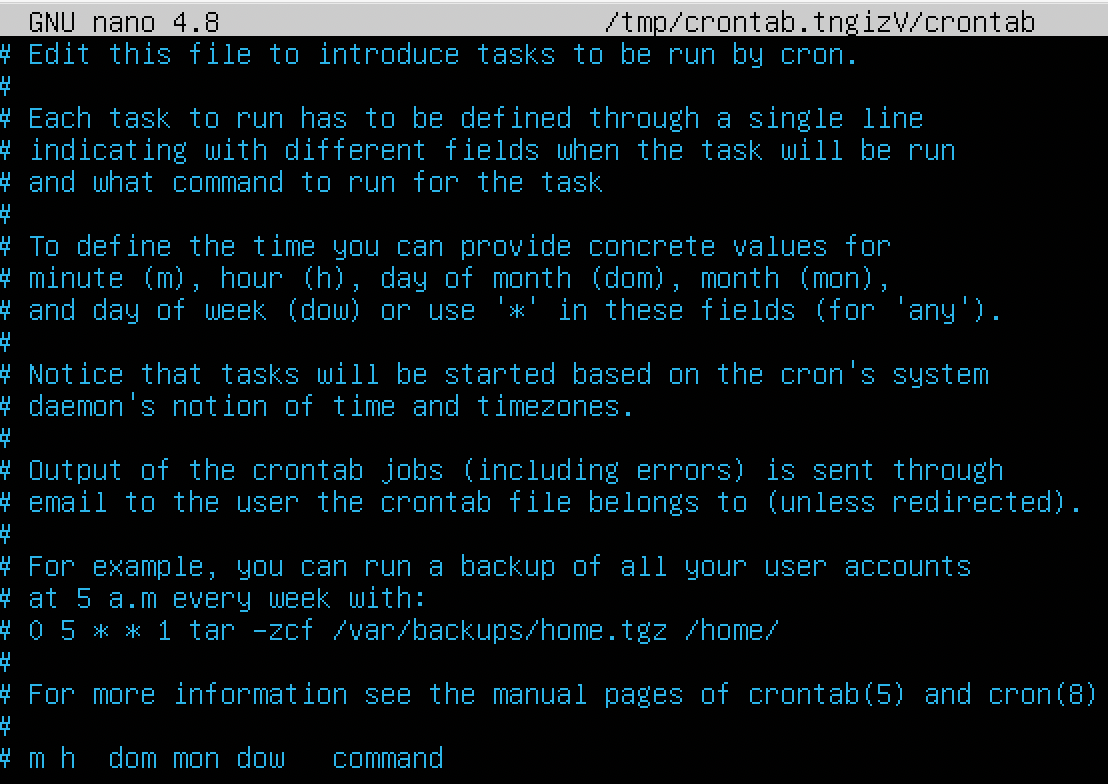 GNU nano 4.8 /tmp/crontab.tngizV/crontab
# Edit this file to introduce tasks to be run by cron.
#
# Each task to run has to be defined through a single line
# indicating with different fields when the task will be run
# and what command to run for the task
#
# To define the time you can provide concrete values for
# minute (m), hour (h), day of month (dom), month (mon),
# and day of week (dow) or use '*' in these fields (for 'any').
#
# Notice that tasks will be started based on the cron's system
# daemon's notion of time and timezones.
#
# Output of the crontab jobs (including errors) is sent through
# email to the user the crontab file belongs to (unless redirected).
#
# For example, you can run a backup of all your user accounts
# at 5 a.m every week with:
# 0 5 * * 1 tar -zcf /var/backups/home.tgz /home/
#
# For more information see the manual pages of crontab(5) and cron(8)
#
# m h  dom mon dow   command